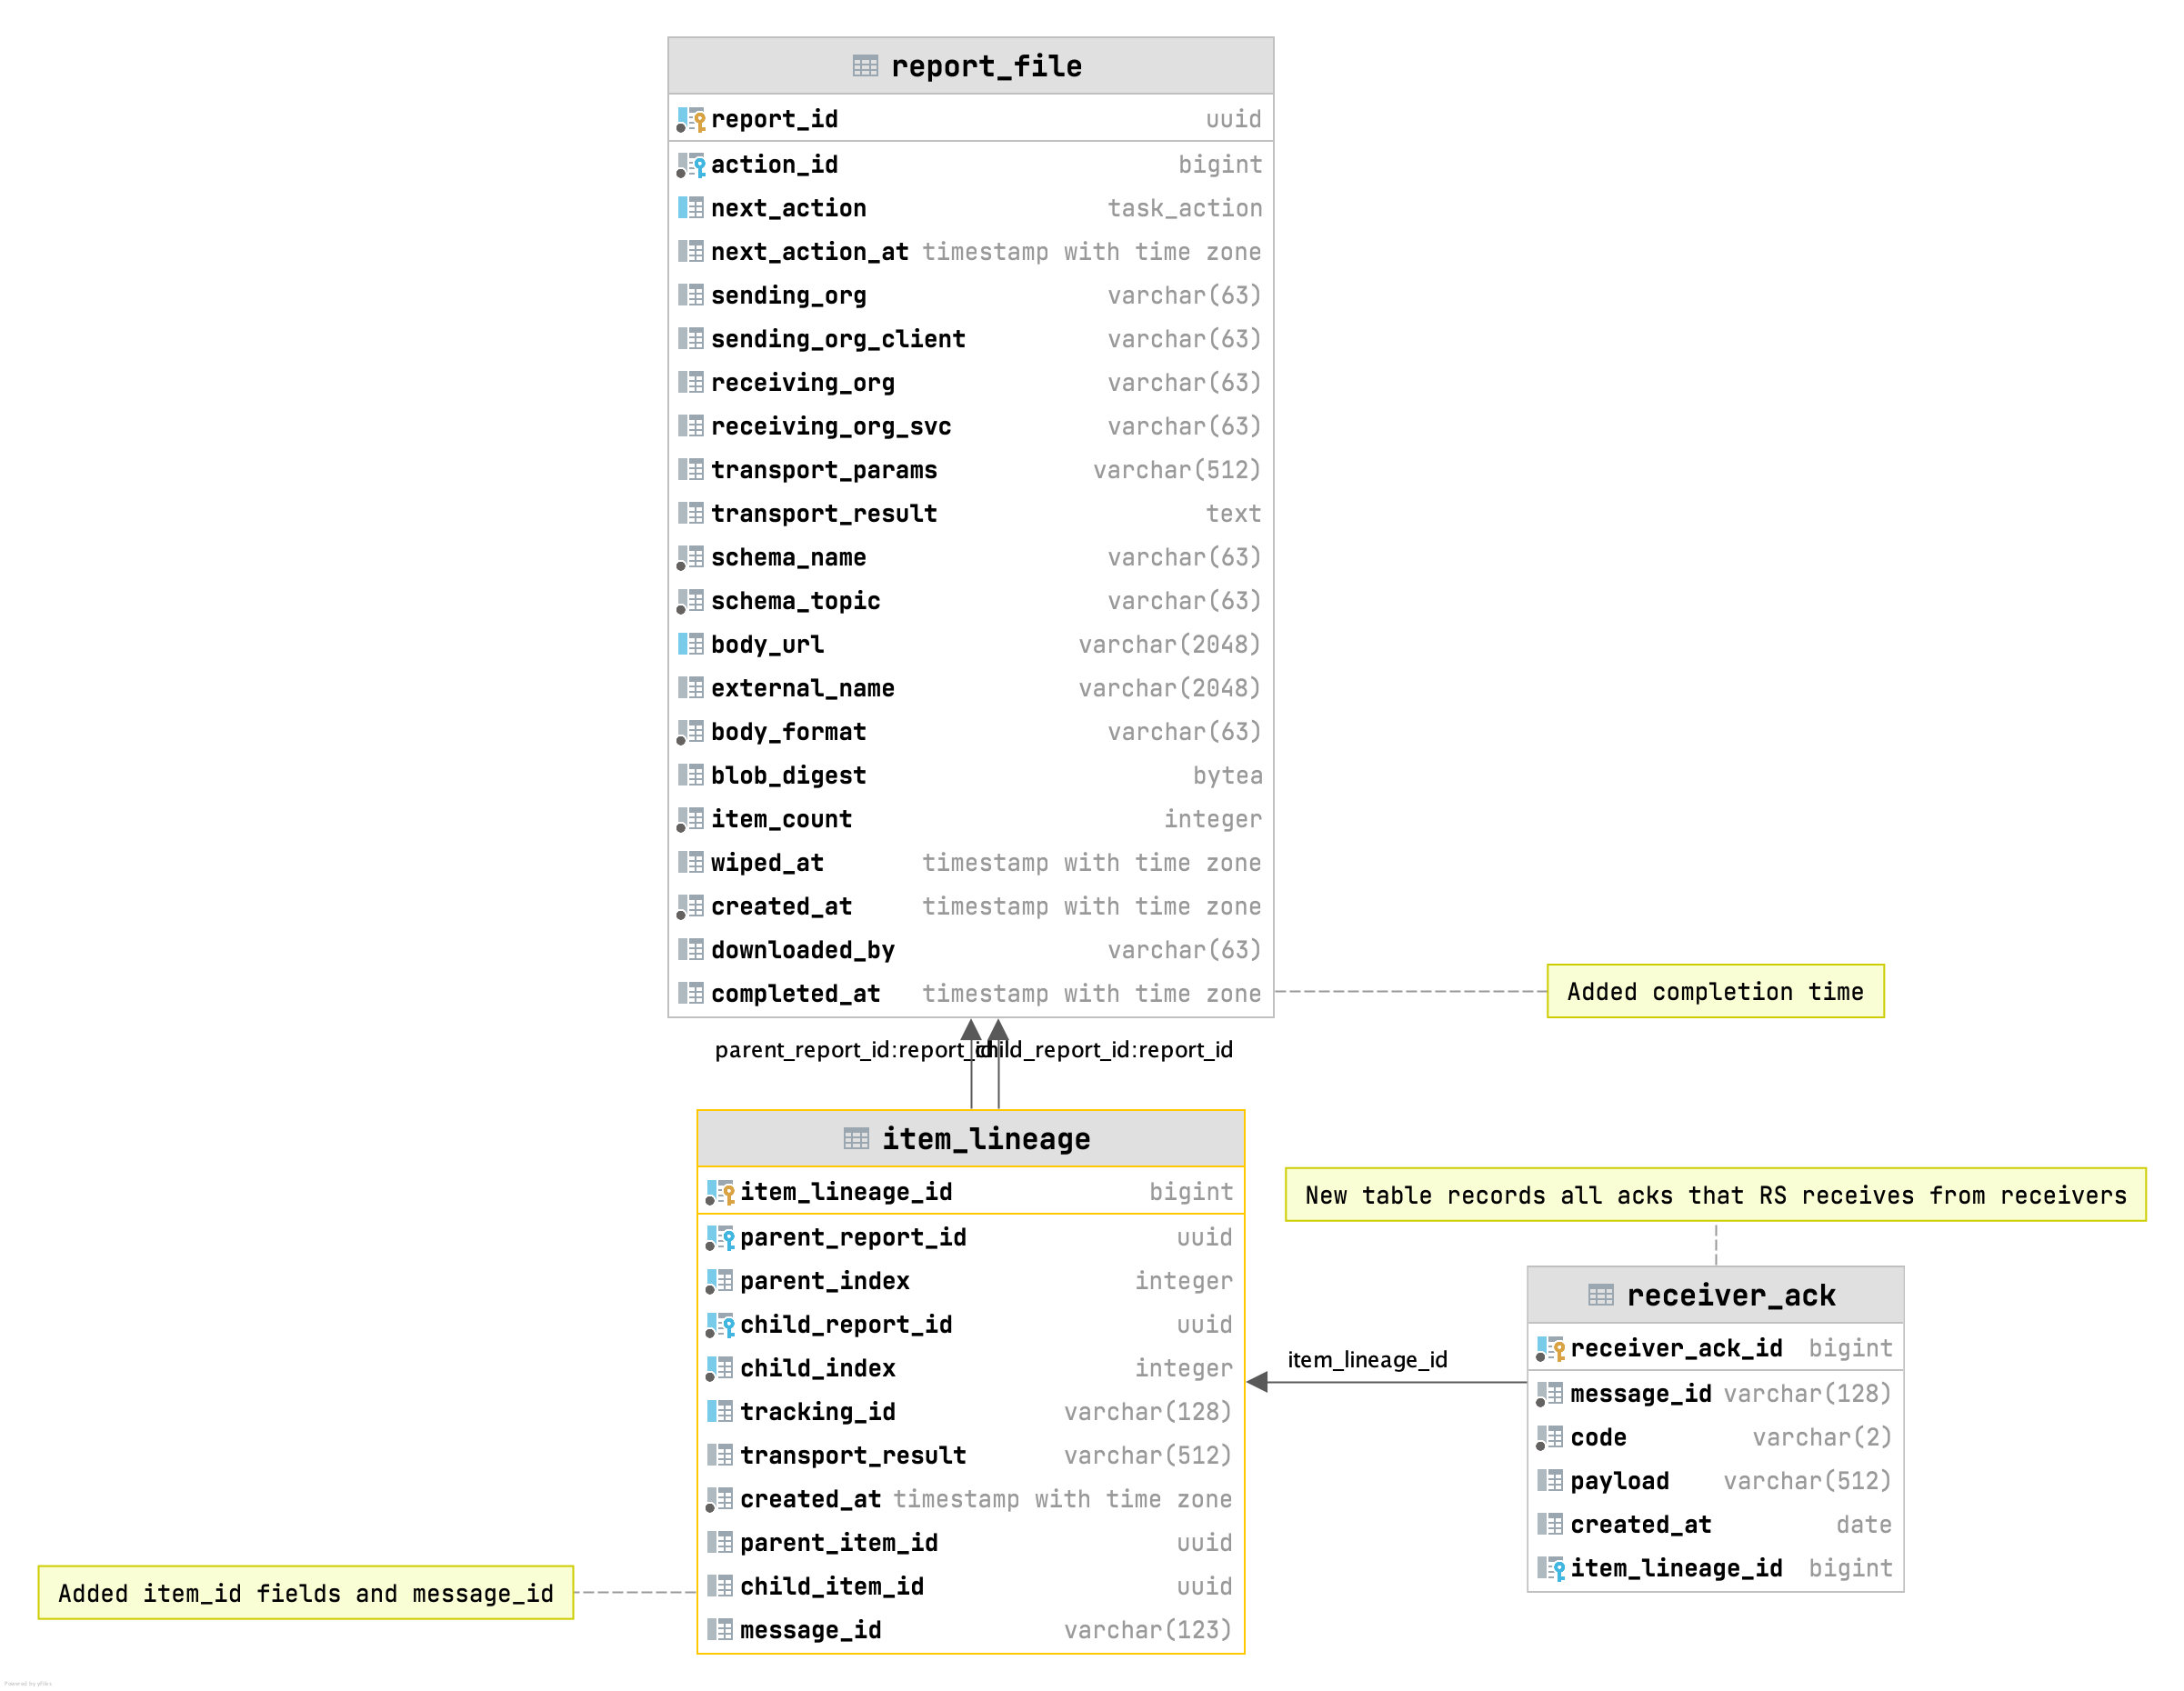 report_file
report_id uuid
action_id bigint
next_action task_action
next_action_at timestamp with time zone
sending_org varchar(63)
sending_org_client varchar(63)
receiving_org varchar(63)
receiving_org_svc varchar(63)
transport_params varchar(512)
transport_result text
schema_name varchar(63)
schema_topic varchar(63)
body_url varchar(2048)
external_name varchar(2048)
body_format varchar(63)
blob_digest bytea
item_count integer
wiped_at timestamp with time zone
created_at timestamp with time zone
downloaded_by varchar(63)
completed_at timestamp with time zone
Added completion time
parent_report_id:report_id child_report_id:report_id
item_lineage
item_lineage_id bigint
parent_report_id uuid
parent_index integer
child_report_id uuid
child_index integer
tracking_id varchar(128)
transport_result varchar(512)
created_at timestamp with time zone
parent_item_id uuid
child_item_id uuid
message_id varchar(123)
Added item_id fields and message_id
New table records all acks that RS receives from receivers
item_lineage_id
receiver_ack
receiver_ack_id bigint
message_id varchar(128)
code varchar(2)
payload varchar(512)
created_at date
item_lineage_id bigint
Powered by yFiles